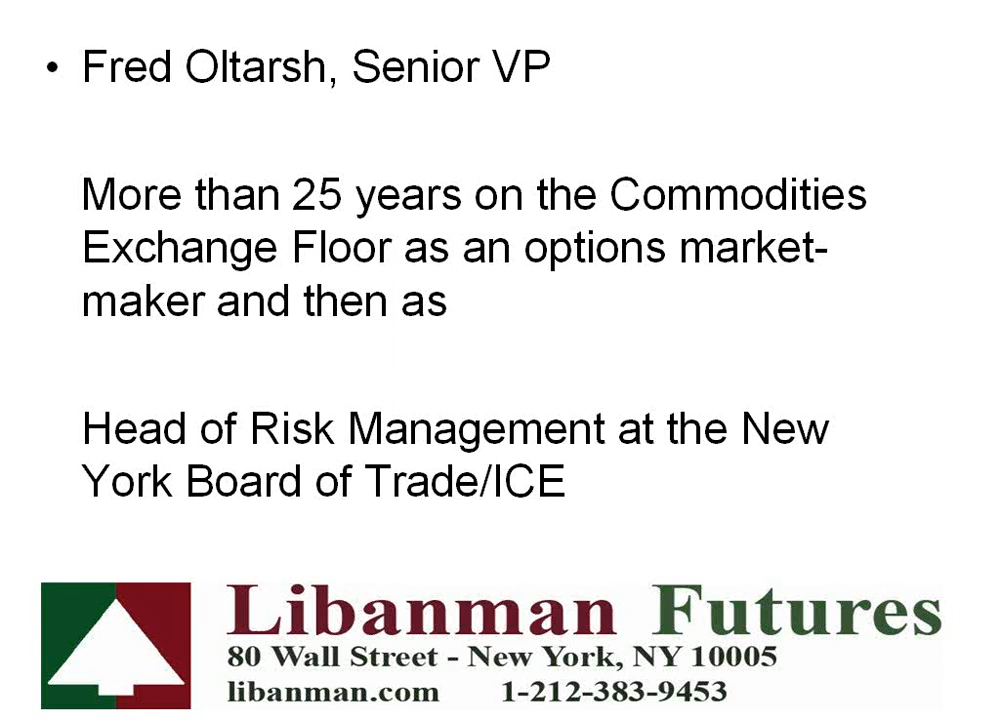 • Fred Oltarsh, Senior VP
More than 25 years on the Commodities
Exchange Floor as an options market-
maker and then as
Head of Risk Management at the New
York Board of Trade/ICE
Libanman Futures
80 Wall Street - New York, NY 10005
libanman.com 1-212-383-9453